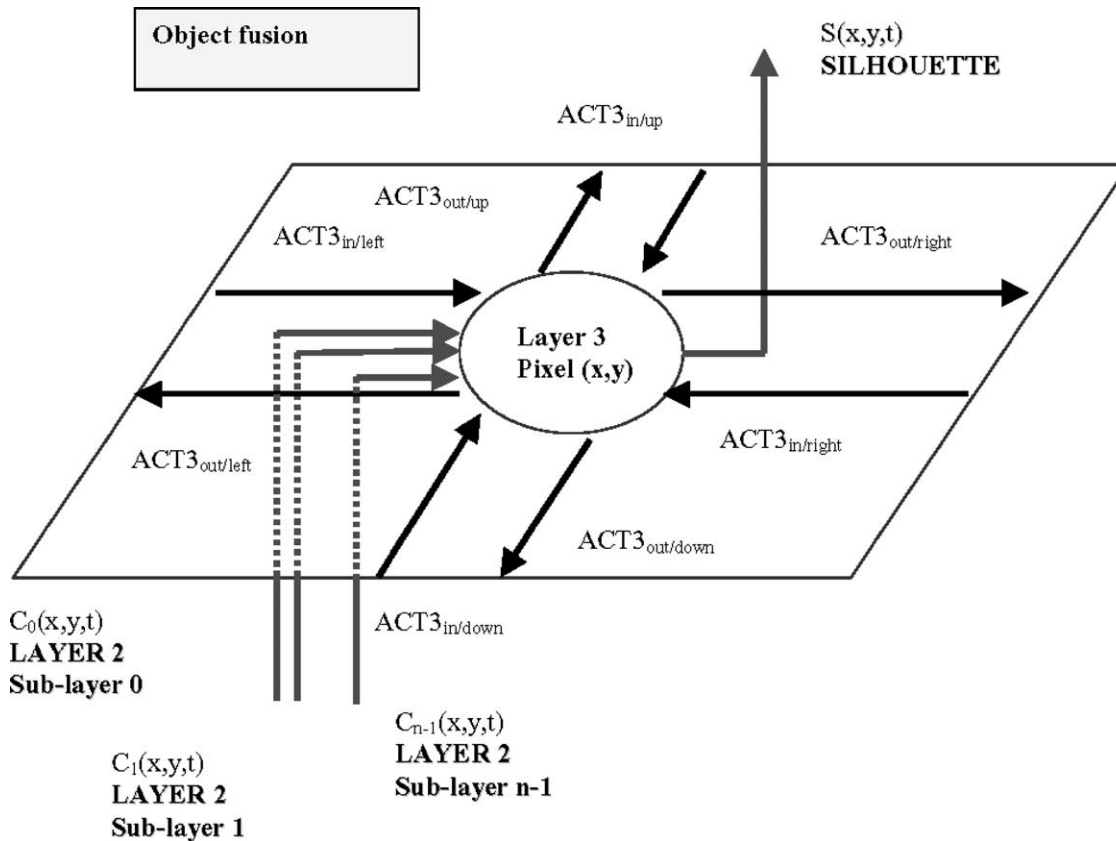 Object fusion
S(x,y,t)
SILHOUETTE
ACT3in/up
ACT3out/up
ACT3in/left
ACT3out/right
Layer 3
Pixel (x,y)
ACT3in/right
ACT3out/left
ACT3out/down
ACT3in/down
C0(x,y,t)
LAYER 2
Sub-layer 0
Cn-1(x,y,t)
LAYER 2
Sub-layer n-1
C1(x,y,t)
LAYER 2
Sub-layer 1